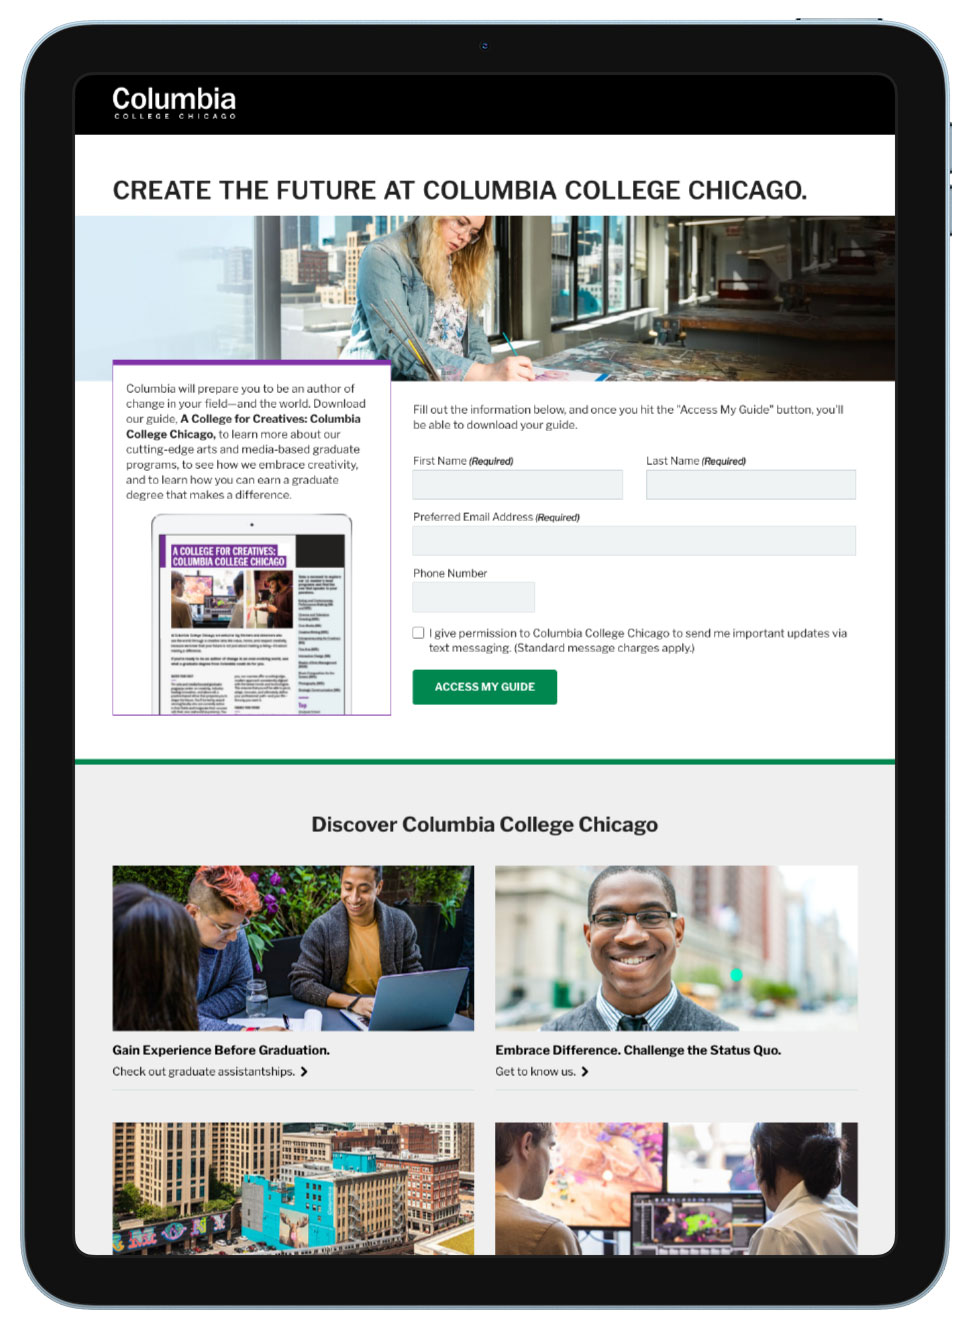 Columbia
COLLEGE CHICAGO
CREATE THE FUTURE AT COLUMBIA COLLEGE CHICAGO.
Columbia will prepare you to be an author of
change in your field—and the world. Download
our guide, A College for Creatives: Columbia
College Chicago, to learn more about our
cutting-edge arts and media-based graduate
programs, to see how we embrace creativity,
and to learn how you can earn a graduate
degree that makes a difference.
A COLLEGE FOR CREATIVES:
COLUMBIA COLLEGE CHICAGO
Top
Fill out the information below, and once you hit the "Access My Guide" button, you'll
be able to download your guide.
First Name (Required) Last Name (Required)
Preferred Email Address (Required)
Phone Number
I give permission to Columbia College Chicago to send me important updates via
text messaging. (Standard message charges apply.)
ACCESS MY GUIDE
Discover Columbia College Chicago
Gain Experience Before Graduation.
Check out graduate assistantships.
Embrace Difference. Challenge the Status Quo.
Get to know us.